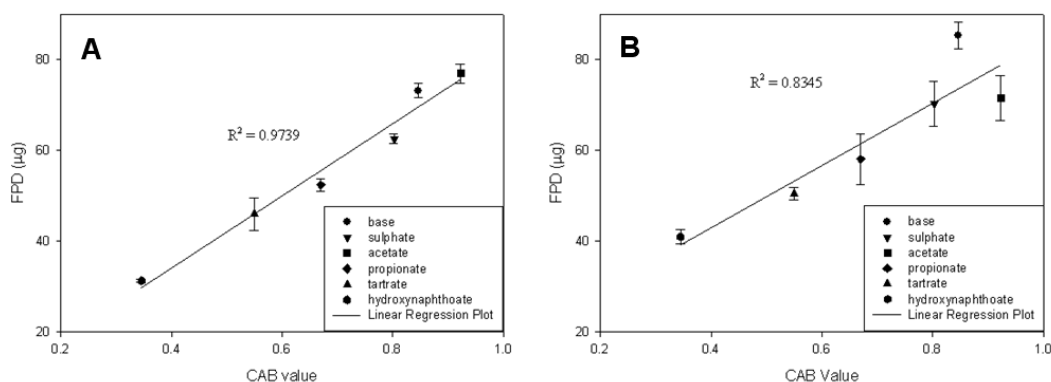 A
80
60
40
20
FPD (µg)
R² = 0.9739
base
sulphate
acetate
propionate
tartrate
hydroxynaphthoate
Linear Regression Plot
0.2 0.4 0.6 0.8 1.0
CAB value
B
80
60
40
20
FPD (µg)
R² = 0.8345
base
sulphate
acetate
propionate
tartrate
hydroxynaphthoate
Linear Regression Plot
0.2 0.4 0.6 0.8 1.0
CAB Value